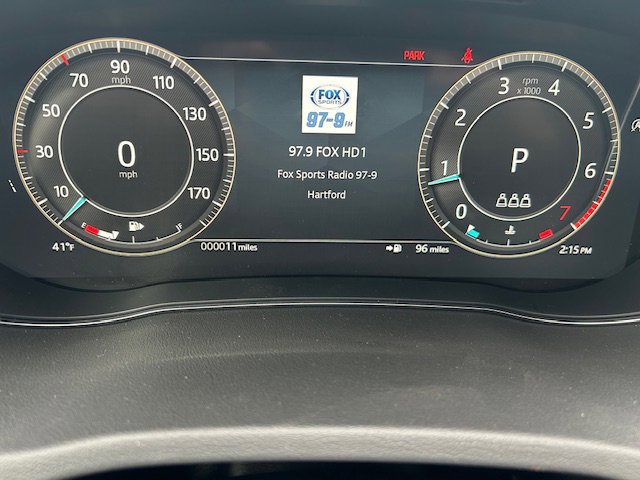 PARK
10
30
50
70
90
110
130
150
170
mph
0
mph
E
F
FOX
SPORTS
97-9 FM
97.9 FOX HD1
Fox Sports Radio 97-9
Hartford
0
1
2
3
4
5
6
7
rpm
x 1000
P
41°F
000011 miles
96 miles
2:15 PM